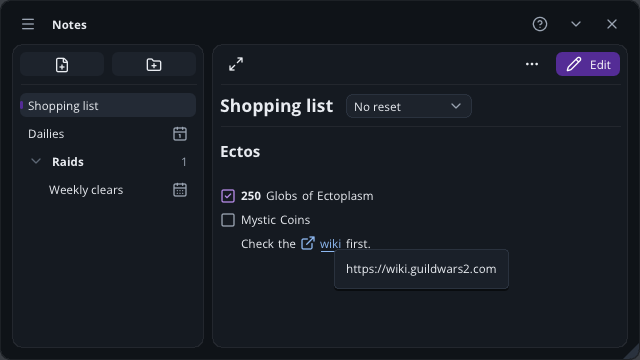 Notes
Edit
Shopping list
Dailies
Raids 1
Weekly clears
Shopping list No reset
Ectos
250 Globs of Ectoplasm
Mystic Coins
Check the wiki first.
https://wiki.guildwars2.com